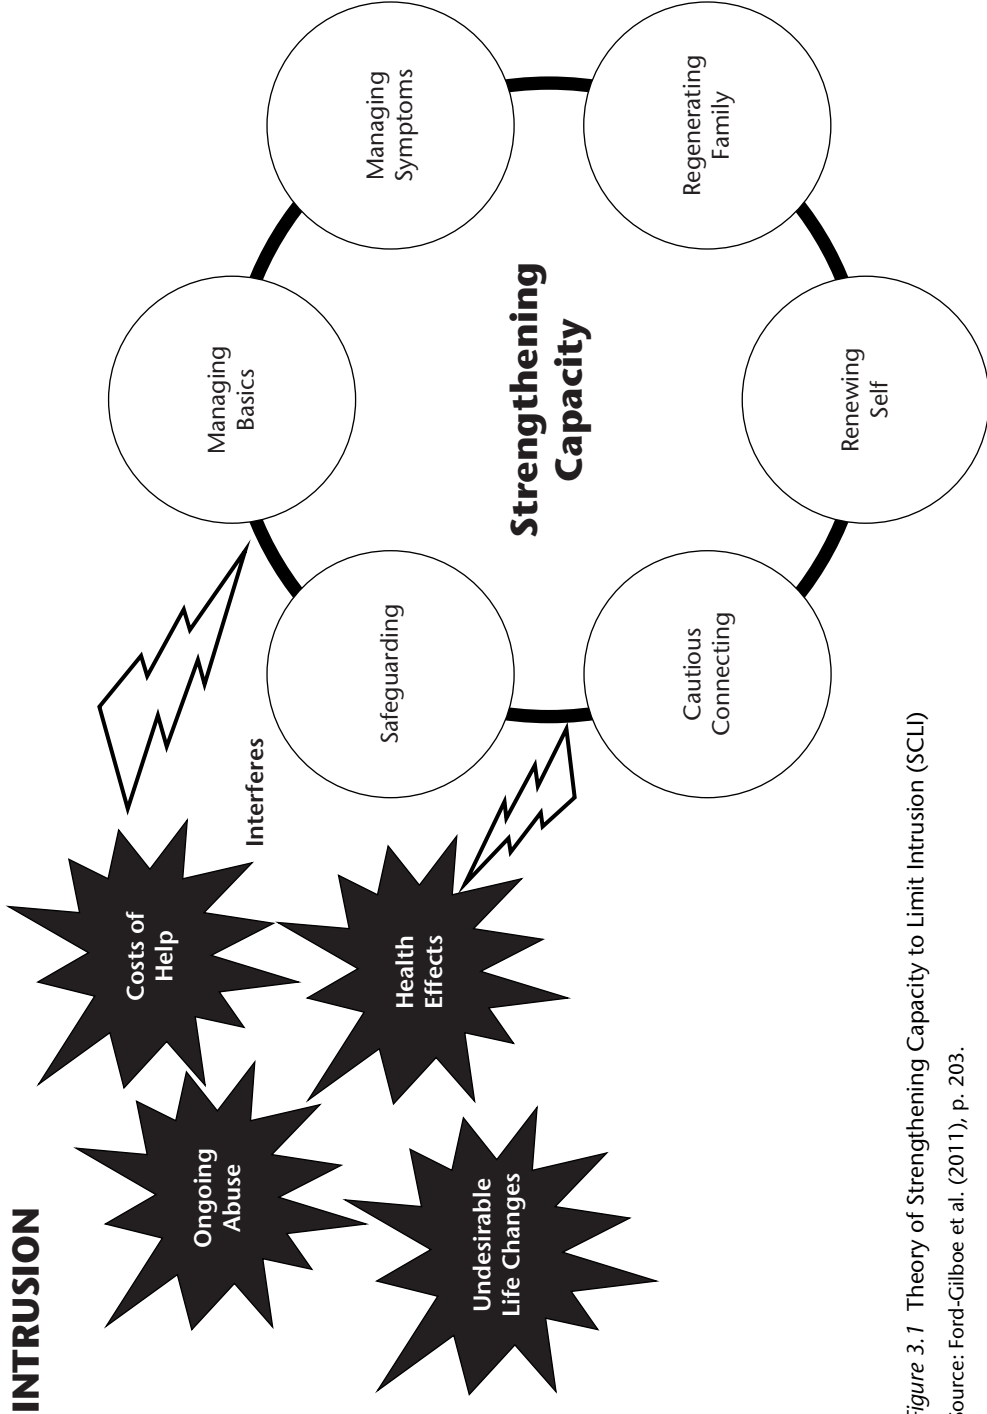 INTRUSION
Costs of
Help
Ongoing
Abuse
Health
Effects
Undesirable
Life Changes
Interferes
Managing
Basics
Managing
Symptoms
Safeguarding
Strengthening
Capacity
Regenerating
Family
Cautious
Connecting
Renewing
Self
igure 3.1 Theory of Strengthening Capacity to Limit Intrusion (SCLI)
ource: Ford-Gilboe et al. (2011), p. 203.